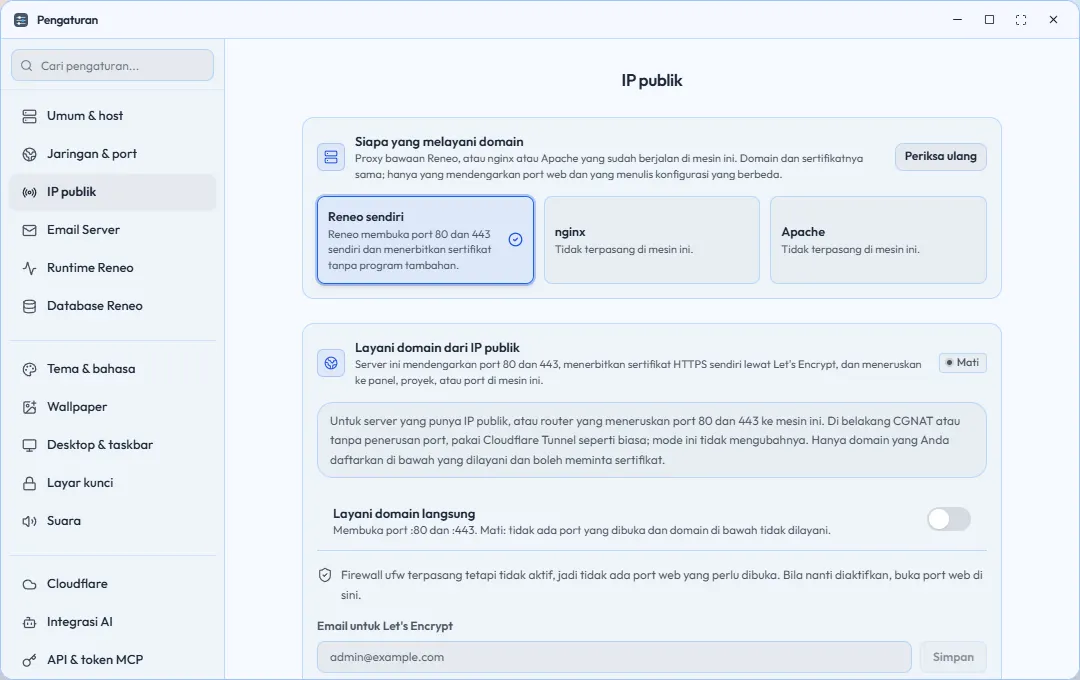 Pengaturan
Cari pengaturan...
Umum & host
Jaringan & port
IP publik
Email Server
Runtime Reneo
Database Reneo
Tema & bahasa
Wallpaper
Desktop & taskbar
Layar kunci
Suara
Cloudflare
Integrasi AI
API & token MCP
IP publik
Siapa yang melayani domain
Proxy bawaan Reneo, atau nginx atau Apache yang sudah berjalan di mesin ini. Domain dan sertifikatnya
sama; hanya yang mendengarkan port web dan yang menulis konfigurasi yang berbeda.
Periksa ulang
Reneo sendiri
Reneo membuka port 80 dan 443
sendiri dan menerbitkan sertifikat
tanpa program tambahan.
nginx
Tidak terpasang di mesin ini.
Apache
Tidak terpasang di mesin ini.
Layani domain dari IP publik
Server ini mendengarkan port 80 dan 443, menerbitkan sertifikat HTTPS sendiri lewat Let's Encrypt, dan meneruskan
ke panel, proyek, atau port di mesin ini.
Mati
Untuk server yang punya IP publik, atau router yang meneruskan port 80 dan 443 ke mesin ini. Di belakang CGNAT atau
tanpa penerusan port, pakai Cloudflare Tunnel seperti biasa; mode ini tidak mengubahnya. Hanya domain yang Anda
daftarkan di bawah yang dilayani dan boleh meminta sertifikat.
Layani domain langsung
Membuka port :80 dan :443. Mati: tidak ada port yang dibuka dan domain di bawah tidak dilayani.
Firewall ufw terpasang tetapi tidak aktif, jadi tidak ada port web yang perlu dibuka. Bila nanti diaktifkan, buka port web di
sini.
Email untuk Let's Encrypt
admin@example.com
Simpan